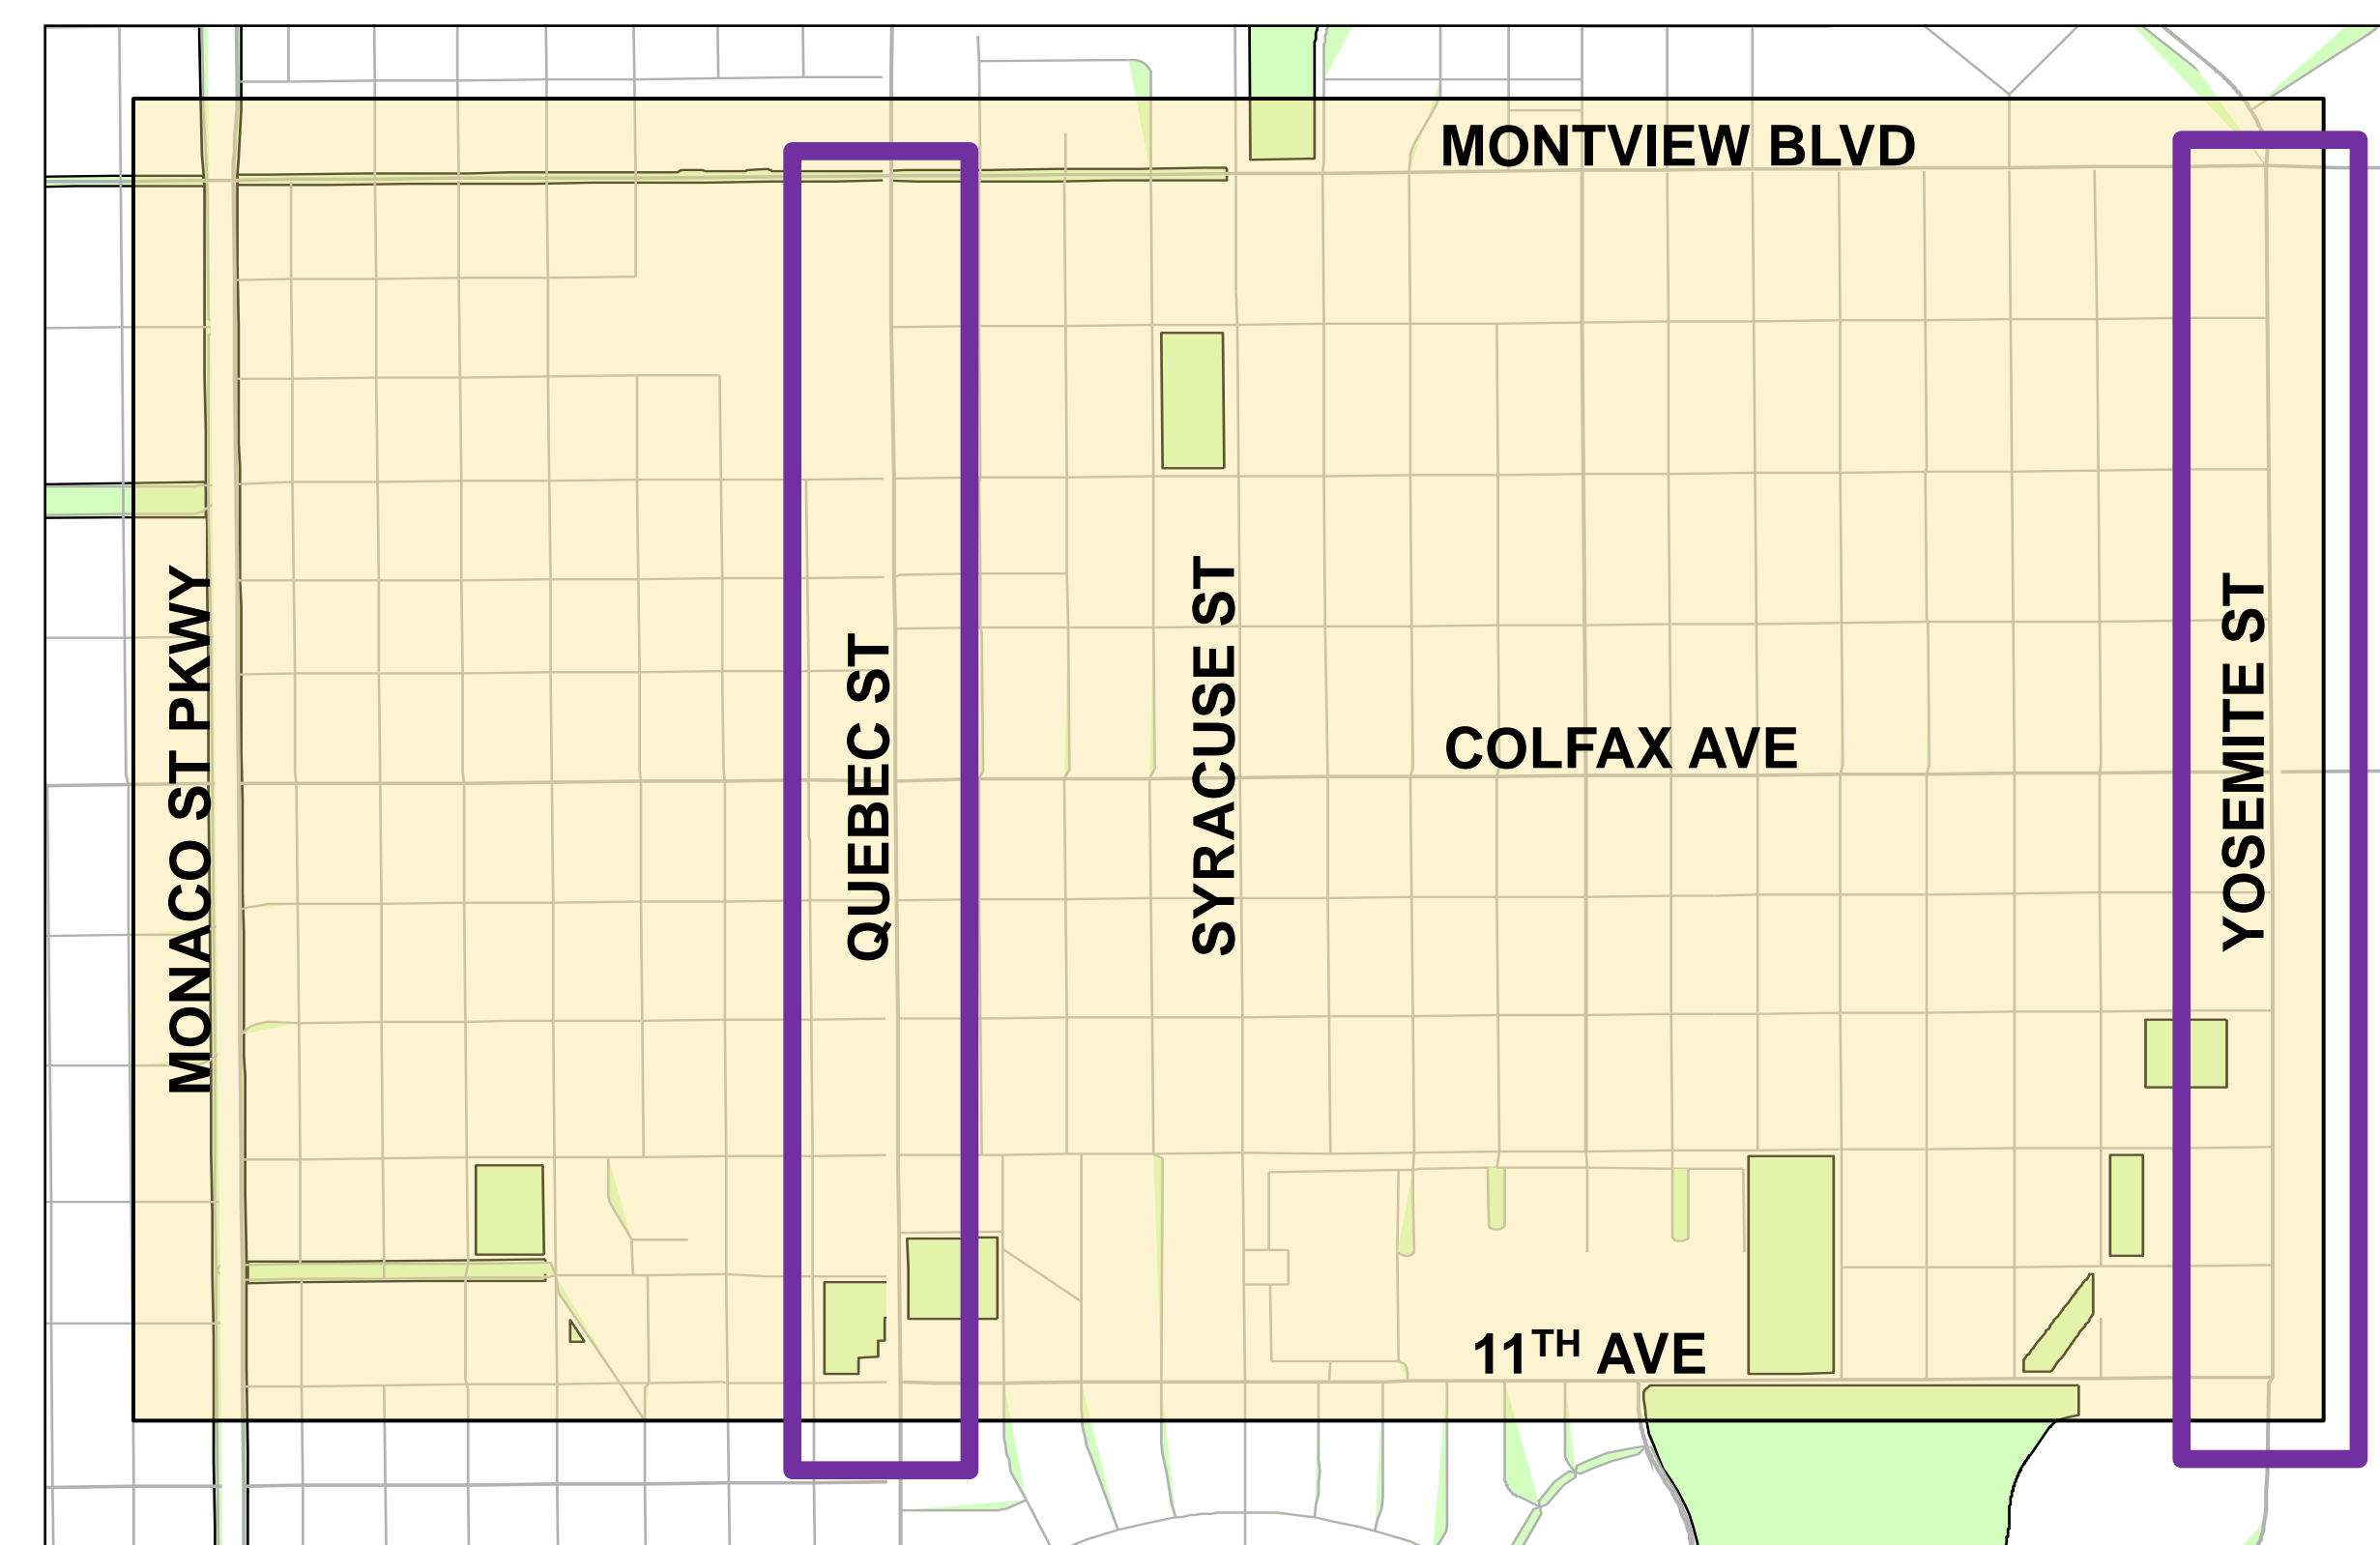 MONTVIEW BLVD
MONACO ST PKWY
QUEBEC ST
SYRACUSE ST
COLFAX AVE
YOSEMITE ST
11TH AVE